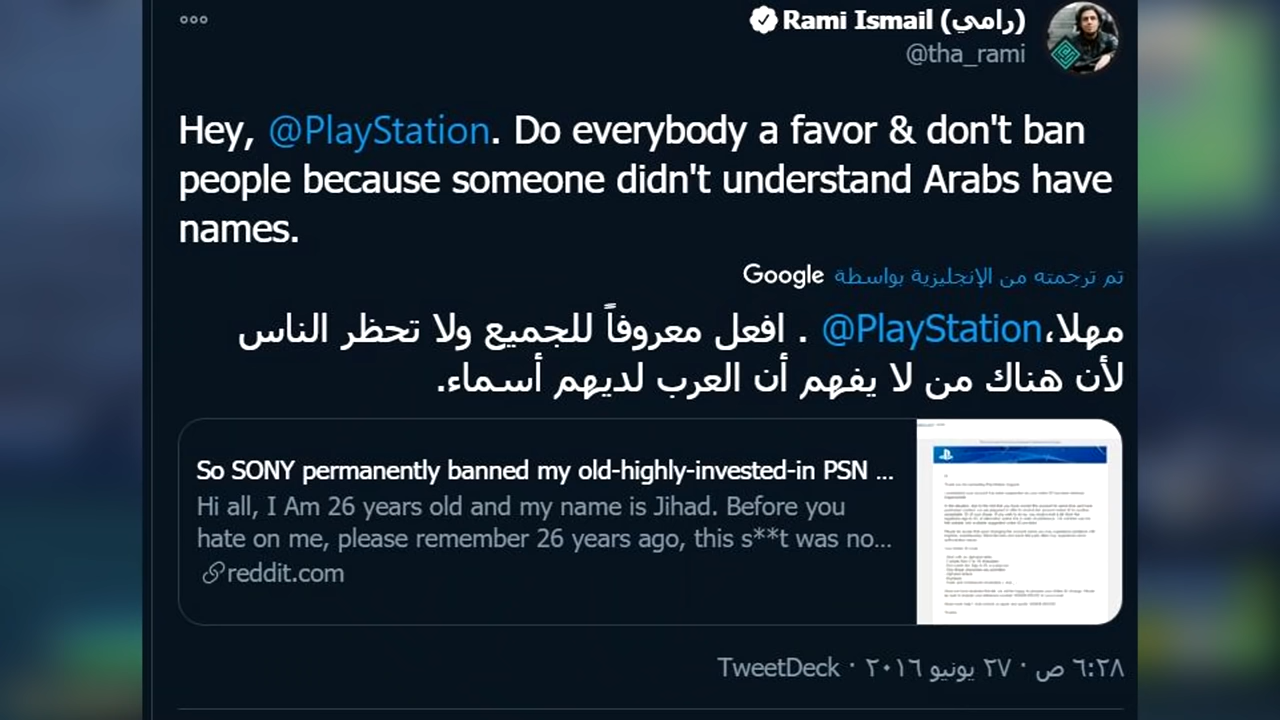 Rami Ismail (رامي)
@tha_rami
Hey, @PlayStation. Do everybody a favor & don't ban
people because someone didn't understand Arabs have
names.
تم ترجمته من الإنجليزية بواسطة Google
مهلا،@PlayStation . افعل معروفاً للجميع ولا تحظر الناس
لأن هناك من لا يفهم أن العرب لديهم أسماء.
So SONY permanently banned my old-highly-invested-in PSN ...
Hi all, I Am 26 years old and my name is Jihad. Before you
hate on me, please remember 26 years ago, this s**t was no...
reddit.com
٦:٢٨ ص · ٢٧ يونيو ٢٠١٦ · TweetDeck